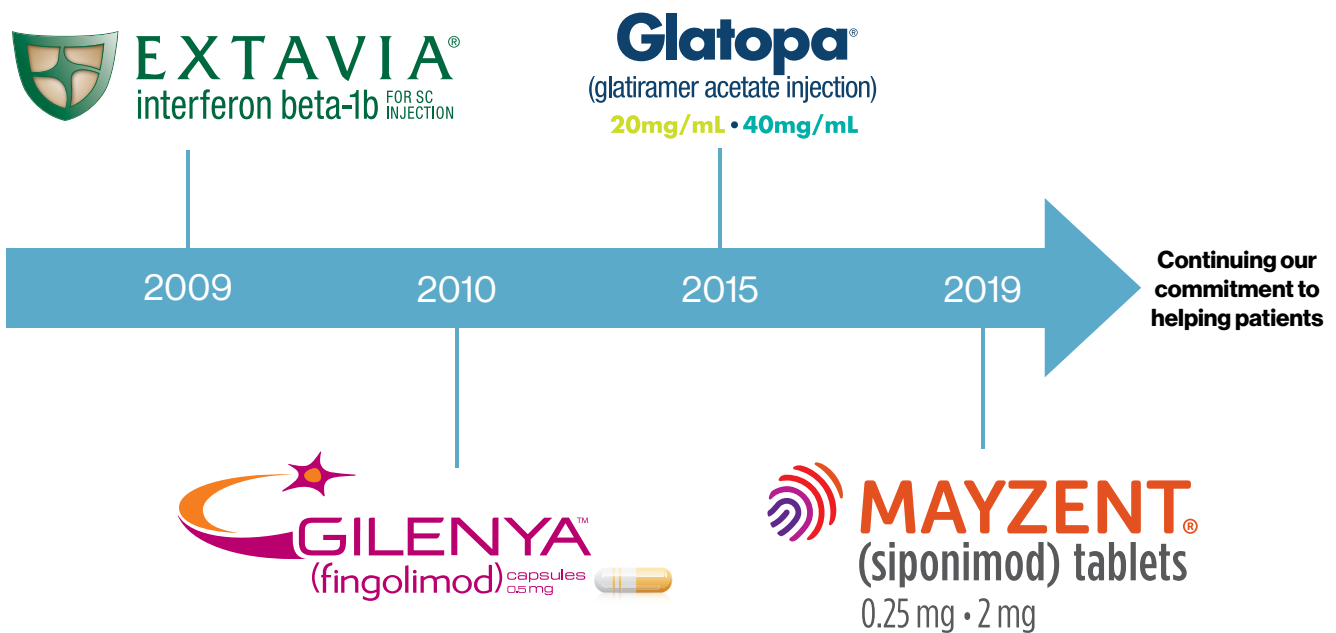 EXTAVIA®
interferon beta-1b FOR SC INJECTION
Glatopa®
(glatiramer acetate injection)
20mg/mL • 40mg/mL
2009
2010
2015
2019
Continuing our
commitment to
helping patients
GILENYA™
(fingolimod) capsules 0.5 mg
MAYZENT®
(siponimod) tablets
0.25 mg • 2 mg